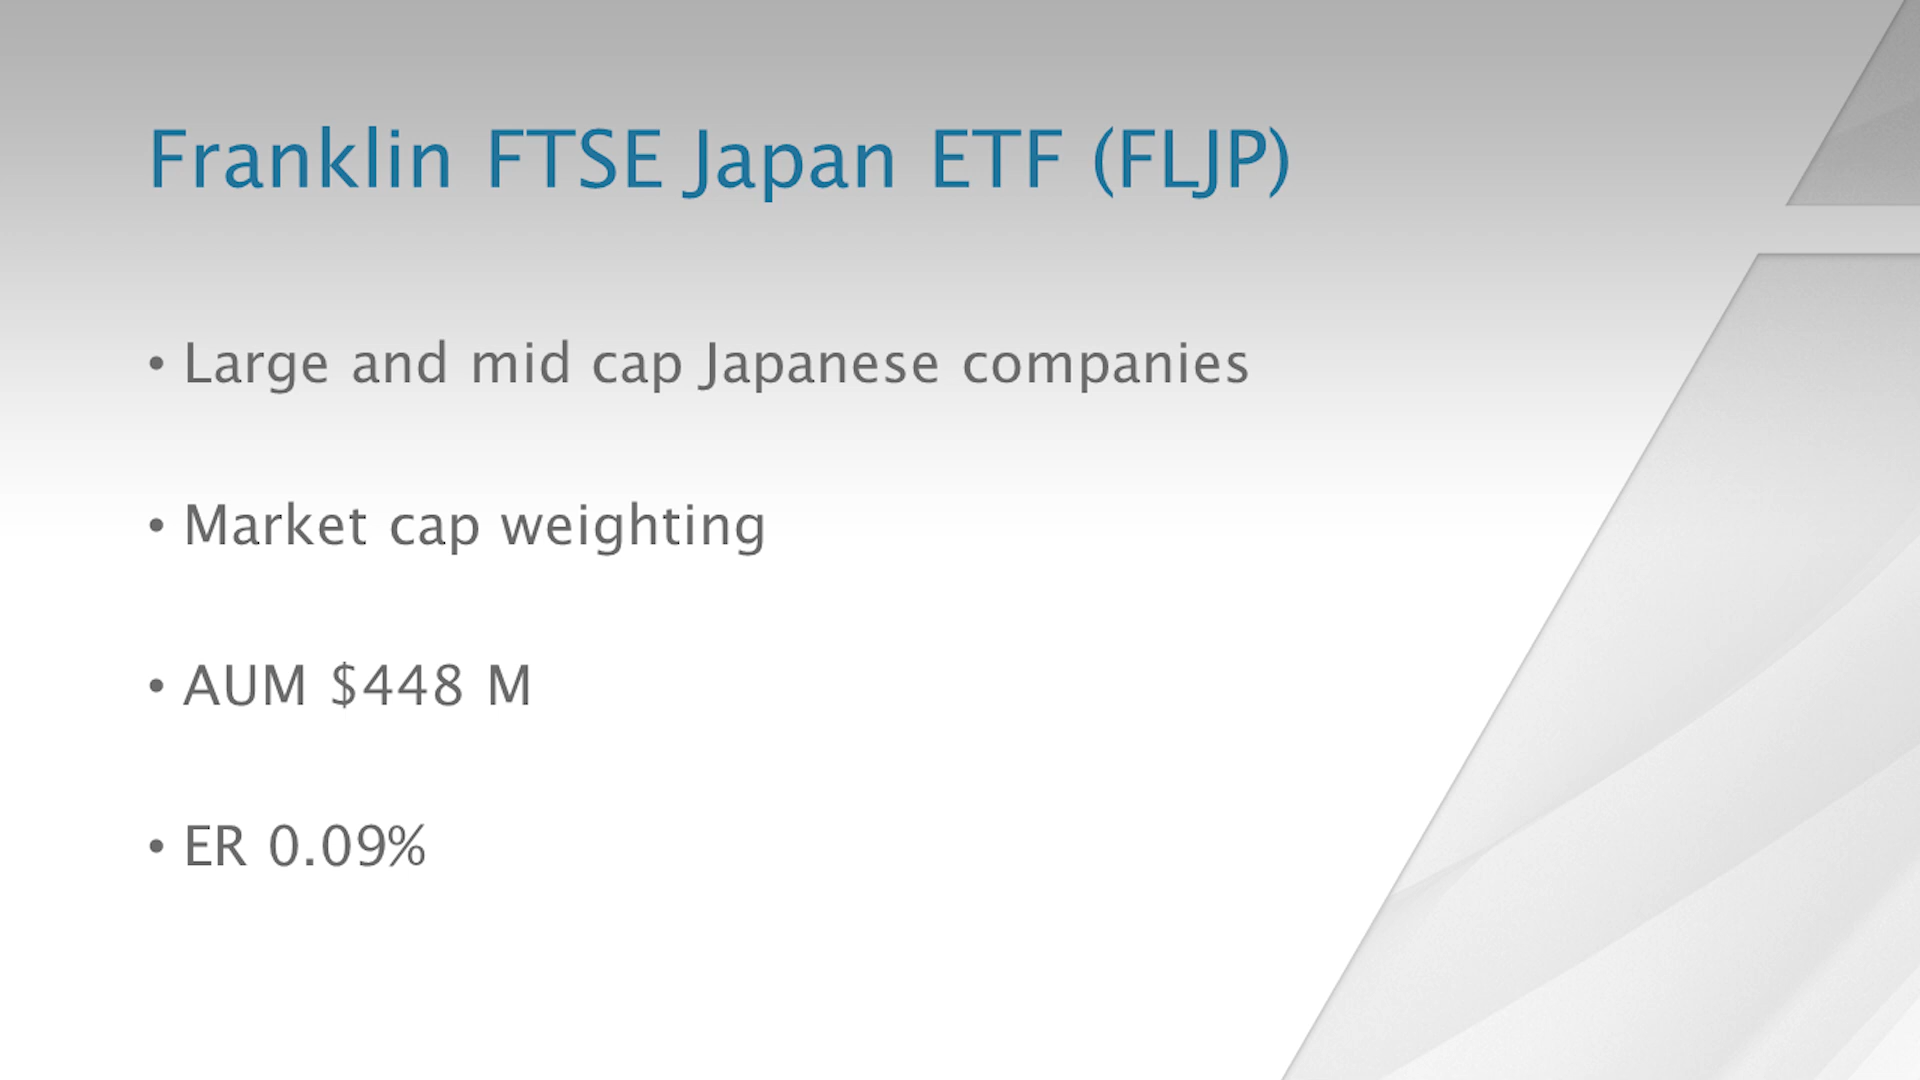 Franklin FTSE Japan ETF (FLJP)
• Large and mid cap Japanese companies
• Market cap weighting
• AUM $448 M
• ER 0.09%